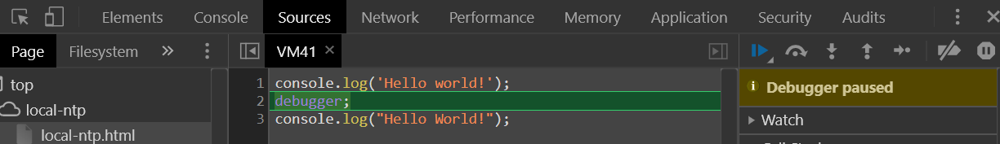 Elements Console Sources Network Performance Memory Application Security Audits
Page Filesystem » VM41 ×
top
local-ntp
local-ntp.html
1 console.log('Hello world!');
2 debugger;
3 console.log("Hello World!");
Debugger paused
Watch